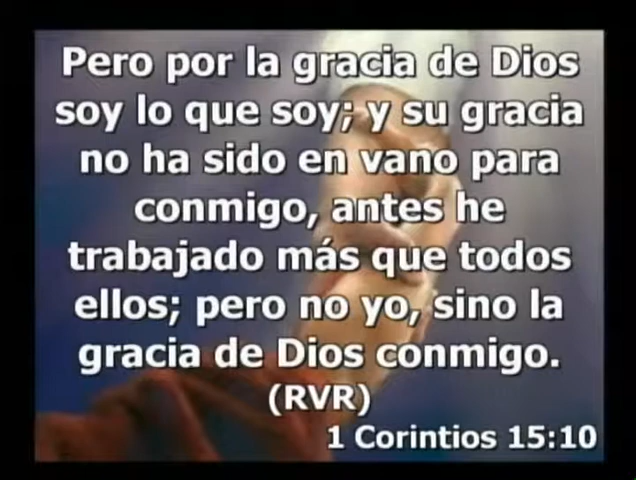 Pero por la gracia de Dios
soy lo que soy; y su gracia
no ha sido en vano para
conmigo, antes he
trabajado más que todos
ellos; pero no yo, sino la
gracia de Dios conmigo.
(RVR)
1 Corintios 15:10